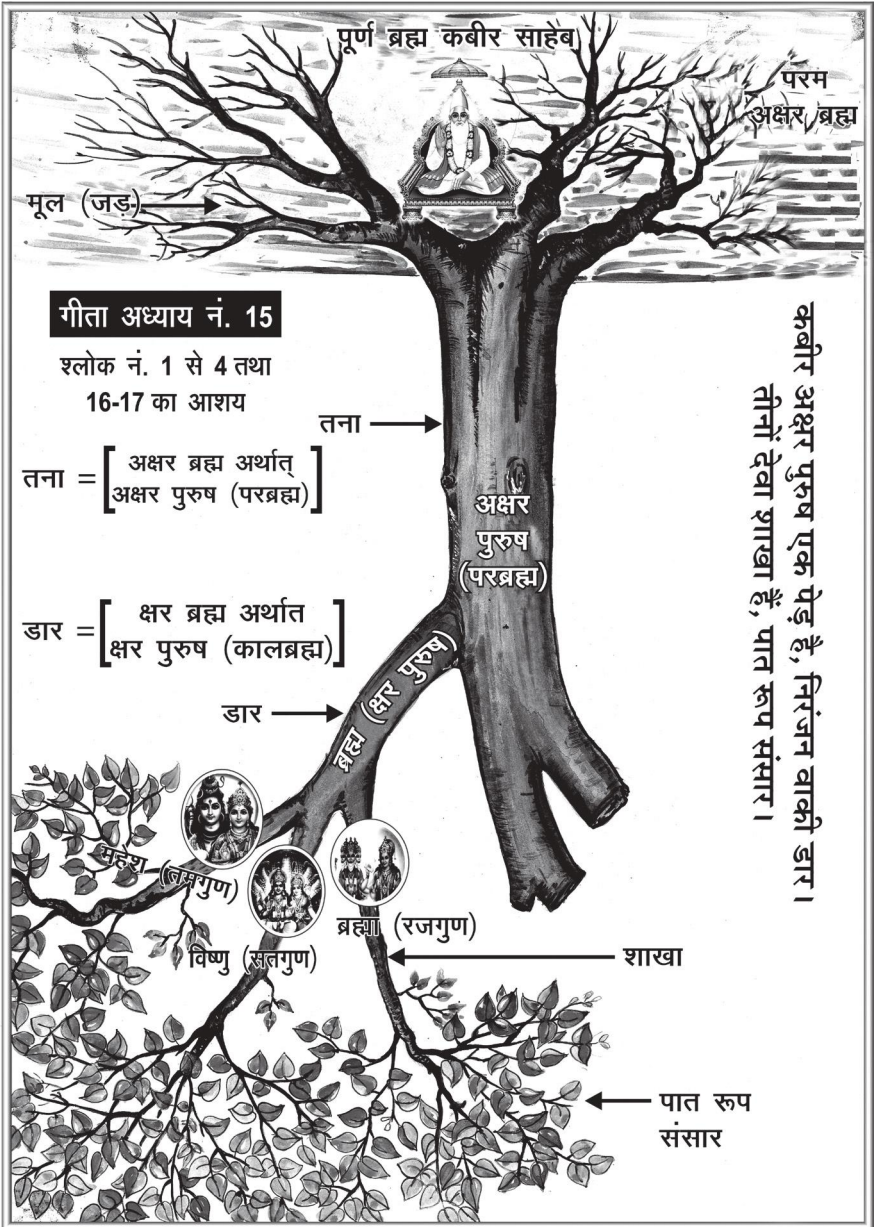 पूर्ण ब्रह्म कबीर साहेब
परम
अक्षर ब्रह्म
मूल (जड़)
गीता अध्याय नं. 15
श्लोक नं. 1 से 4 तथा
16-17 का आशय
तना
तना = [अक्षर ब्रह्म अर्थात्
अक्षर पुरुष (परब्रह्म)]
अक्षर
पुरुष
(परब्रह्म)
डार = [क्षर ब्रह्म अर्थात
क्षर पुरुष (कालब्रह्म)]
डार
ब्रह्म (क्षर पुरुष)
कबीर अक्षर पुरुष एक पेड़ है, निरंजन वाकी डार।
तीनों देवा शाखा हैं, पात रूप संसार।
महेश (तमगुण)
विष्णु (सतगुण)
ब्रह्मा (रजगुण)
शाखा
पात रूप
संसार